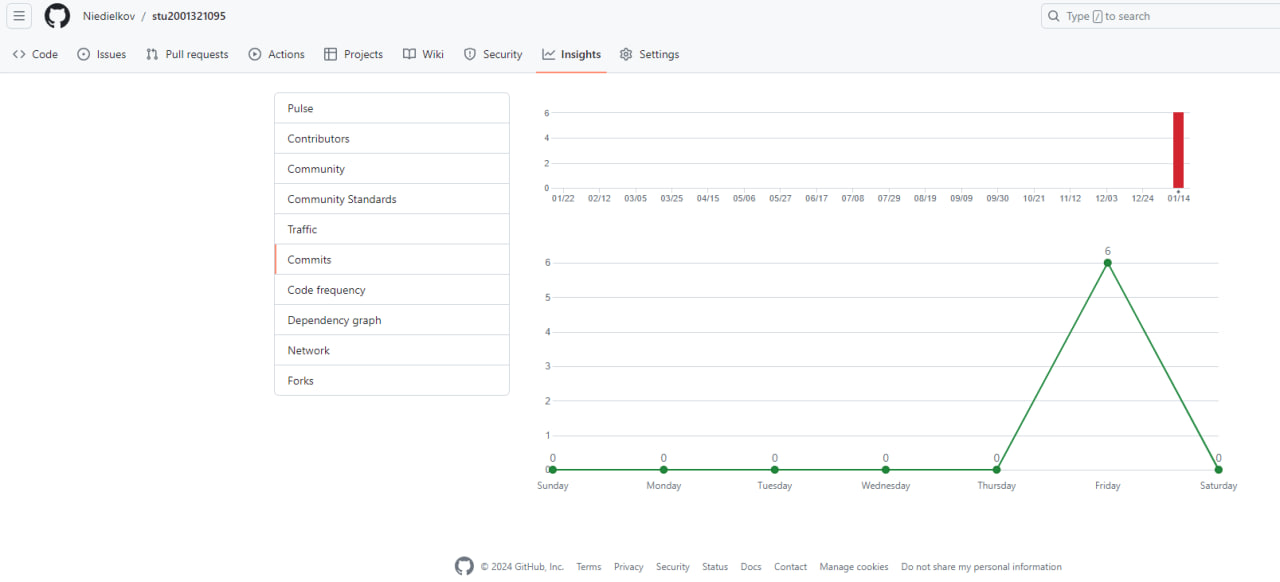 Niedielkov / stu2001321095
Type / to search
Code Issues Pull requests Actions Projects Wiki Security Insights Settings
Pulse
Contributors
Community
Community Standards
Traffic
Commits
Code frequency
Dependency graph
Network
Forks
6
4
2
0
01/22 02/12 03/05 03/25 04/15 05/06 05/27 06/17 07/08 07/29 08/19 09/09 09/30 10/21 11/12 12/03 12/24 01/14
6
6
5
4
3
2
1
0 0 0 0 0 0
0
Sunday Monday Tuesday Wednesday Thursday Friday Saturday
© 2024 GitHub, Inc. Terms Privacy Security Status Docs Contact Manage cookies Do not share my personal information